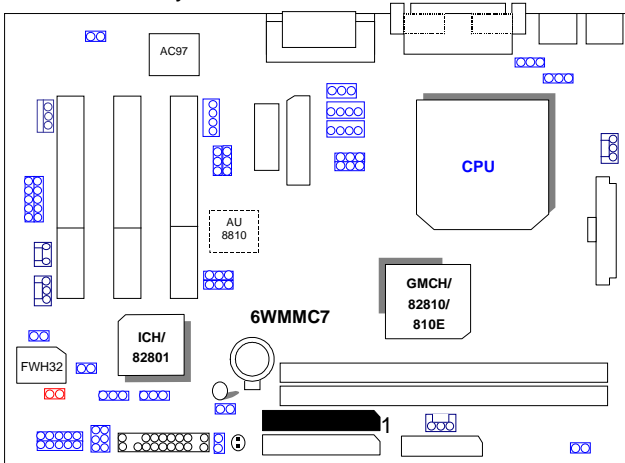 AC97
CPU
AU
8810
GMCH/
82810/
810E
6WMMC7
ICH/
82801
FWH32
1